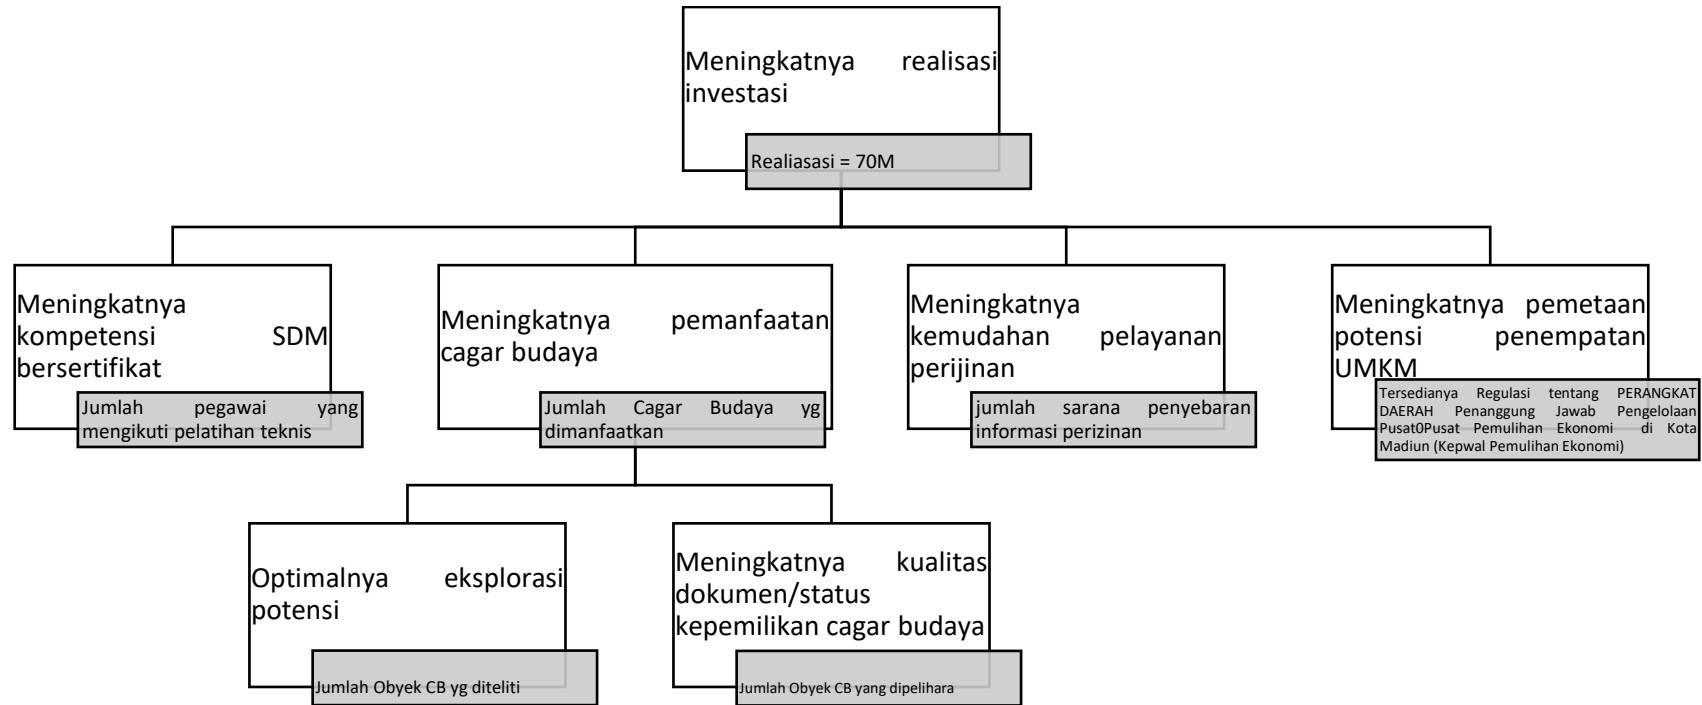 Meningkatnya realisasi
investasi
Realiasasi = 70M
Meningkatnya
kompetensi SDM
bersertifikat
Jumlah pegawai yang
mengikuti pelatihan teknis
Meningkatnya pemanfaatan
cagar budaya
Jumlah Cagar Budaya yg
dimanfaatkan
Meningkatnya
kemudahan pelayanan
perijinan
jumlah sarana penyebaran
informasi perizinan
Meningkatnya pemetaan
potensi penempatan
UMKM
Tersedianya Regulasi tentang PERANGKAT
DAERAH Penanggung Jawab Pengelolaan
Pusat0Pusat Pemulihan Ekonomi di Kota
Madiun (Kepwal Pemulihan Ekonomi)
Optimalnya eksplorasi
potensi
Jumlah Obyek CB yg diteliti
Meningkatnya kualitas
dokumen/status
kepemilikan cagar budaya
Jumlah Obyek CB yang dipelihara